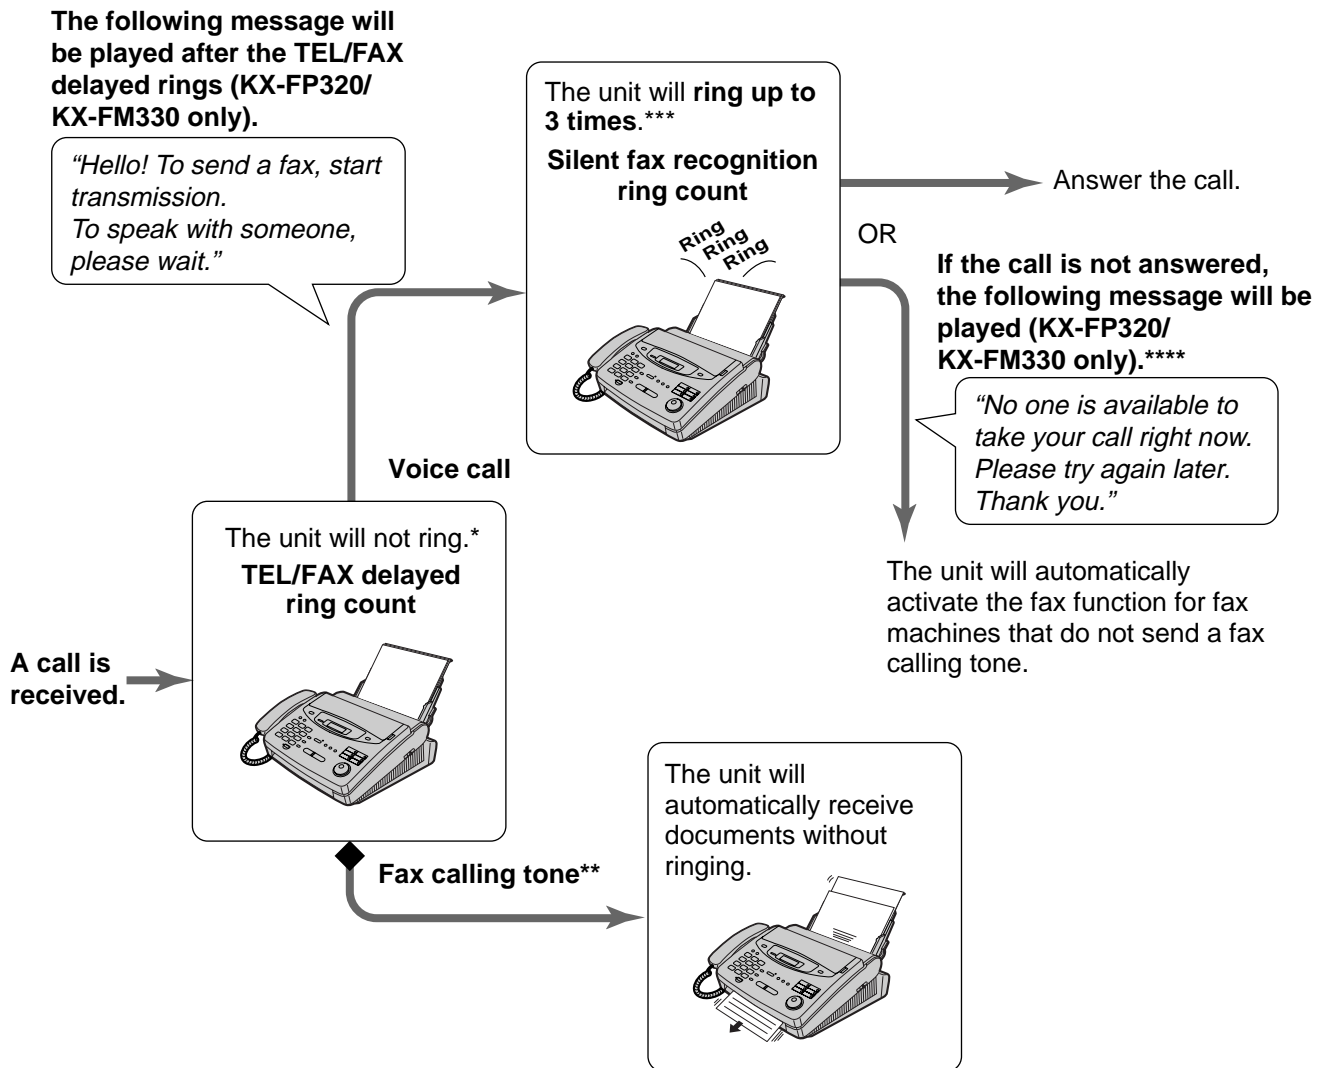 The following message will
be played after the TEL/FAX
delayed rings (KX-FP320/
KX-FM330 only).
“Hello! To send a fax, start
transmission.
To speak with someone,
please wait.”
The unit will ring up to
3 times.***
Silent fax recognition
ring count
Ring
Ring
Ring
Answer the call.
OR
If the call is not answered,
the following message will be
played (KX-FP320/
KX-FM330 only).****
“No one is available to
take your call right now.
Please try again later.
Thank you.”
The unit will automatically
activate the fax function for fax
machines that do not send a fax
calling tone.
Voice call
The unit will not ring.*
TEL/FAX delayed
ring count
A call is
received.
Fax calling tone**
The unit will
automatically receive
documents without
ringing.